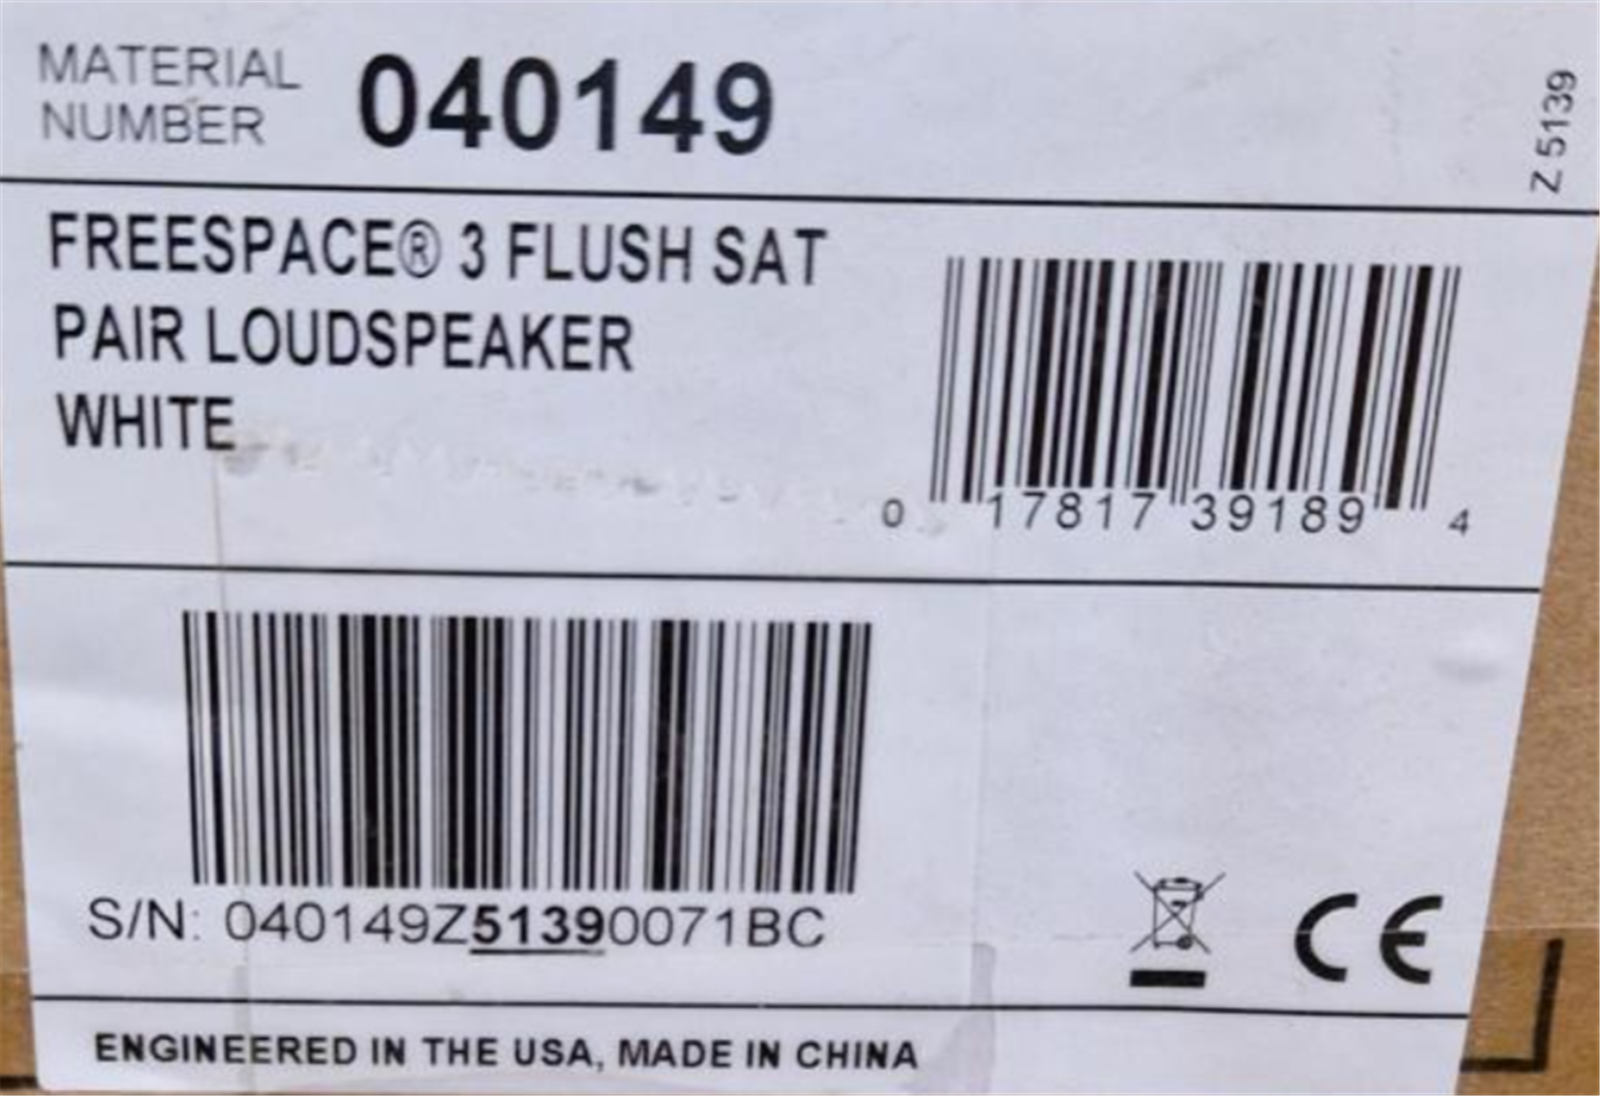 MATERIAL
NUMBER
040149
Z 5139
FREESPACE® 3 FLUSH SAT
PAIR LOUDSPEAKER
WHITE
0 17817 39189 4
S/N: 040149Z51390071BC
CE
ENGINEERED IN THE USA, MADE IN CHINA